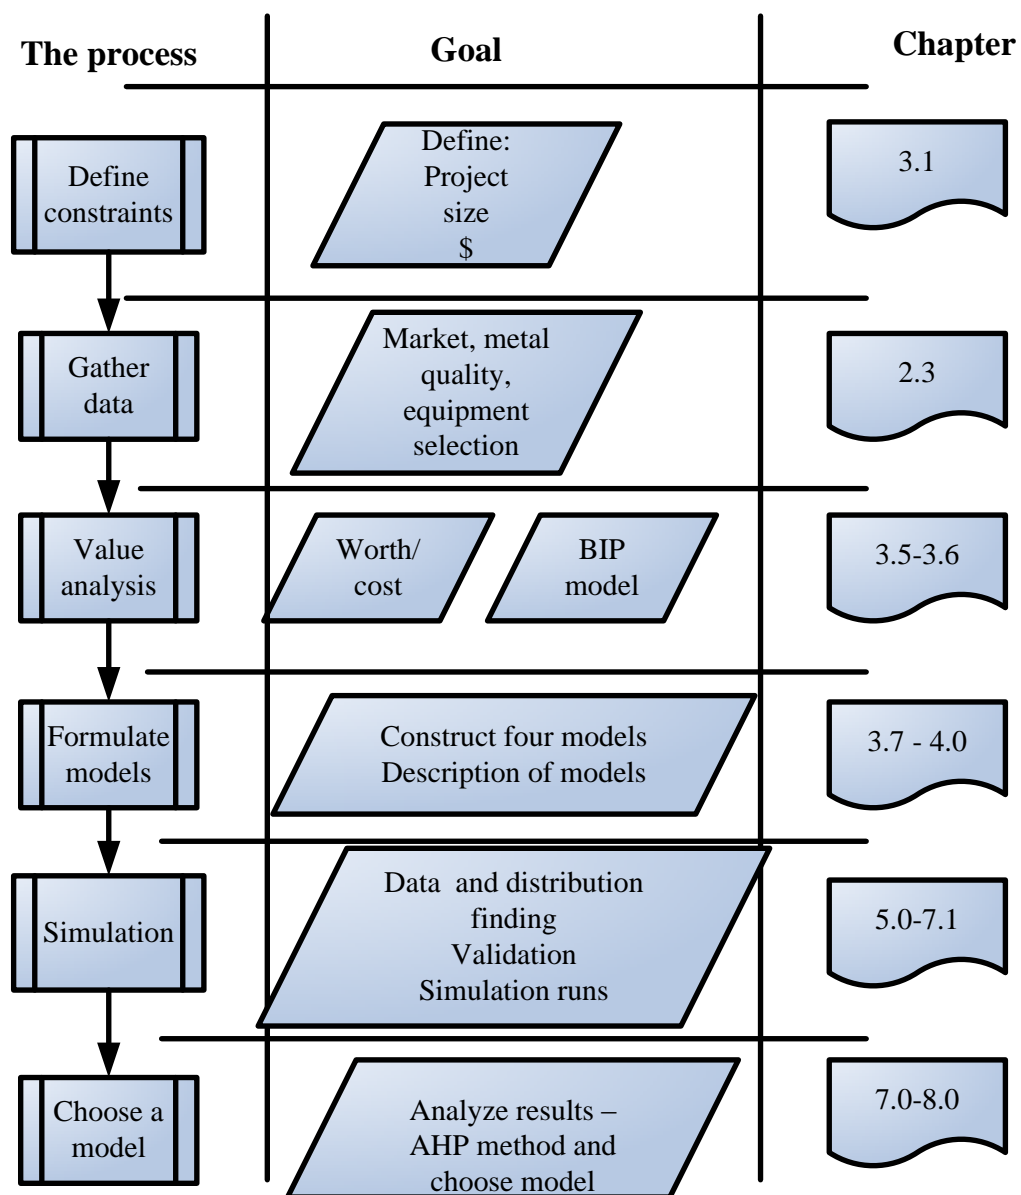 The process
Goal
Chapter
Define
constraints
Define:
Project
size
$
3.1
Gather
data
Market, metal
quality,
equipment
selection
2.3
Value
analysis
Worth/
cost
BIP
model
3.5-3.6
Formulate
models
Construct four models
Description of models
3.7 - 4.0
Simulation
Data  and distribution
finding
Validation
Simulation runs
5.0-7.1
Choose a
model
Analyze results –
AHP method and
choose model
7.0-8.0